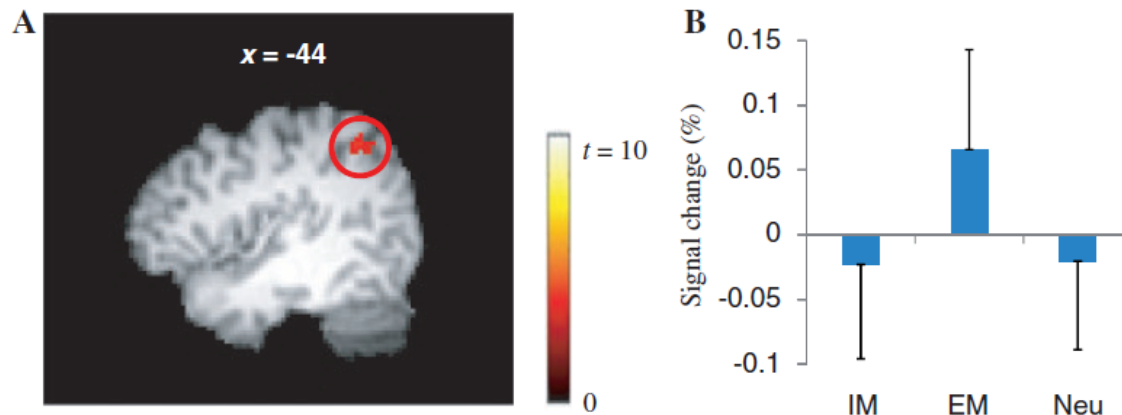 A
x = -44
t = 10
0
B
Signal change (%)
0.15
0.1
0.05
0
-0.05
-0.1
IM EM Neu